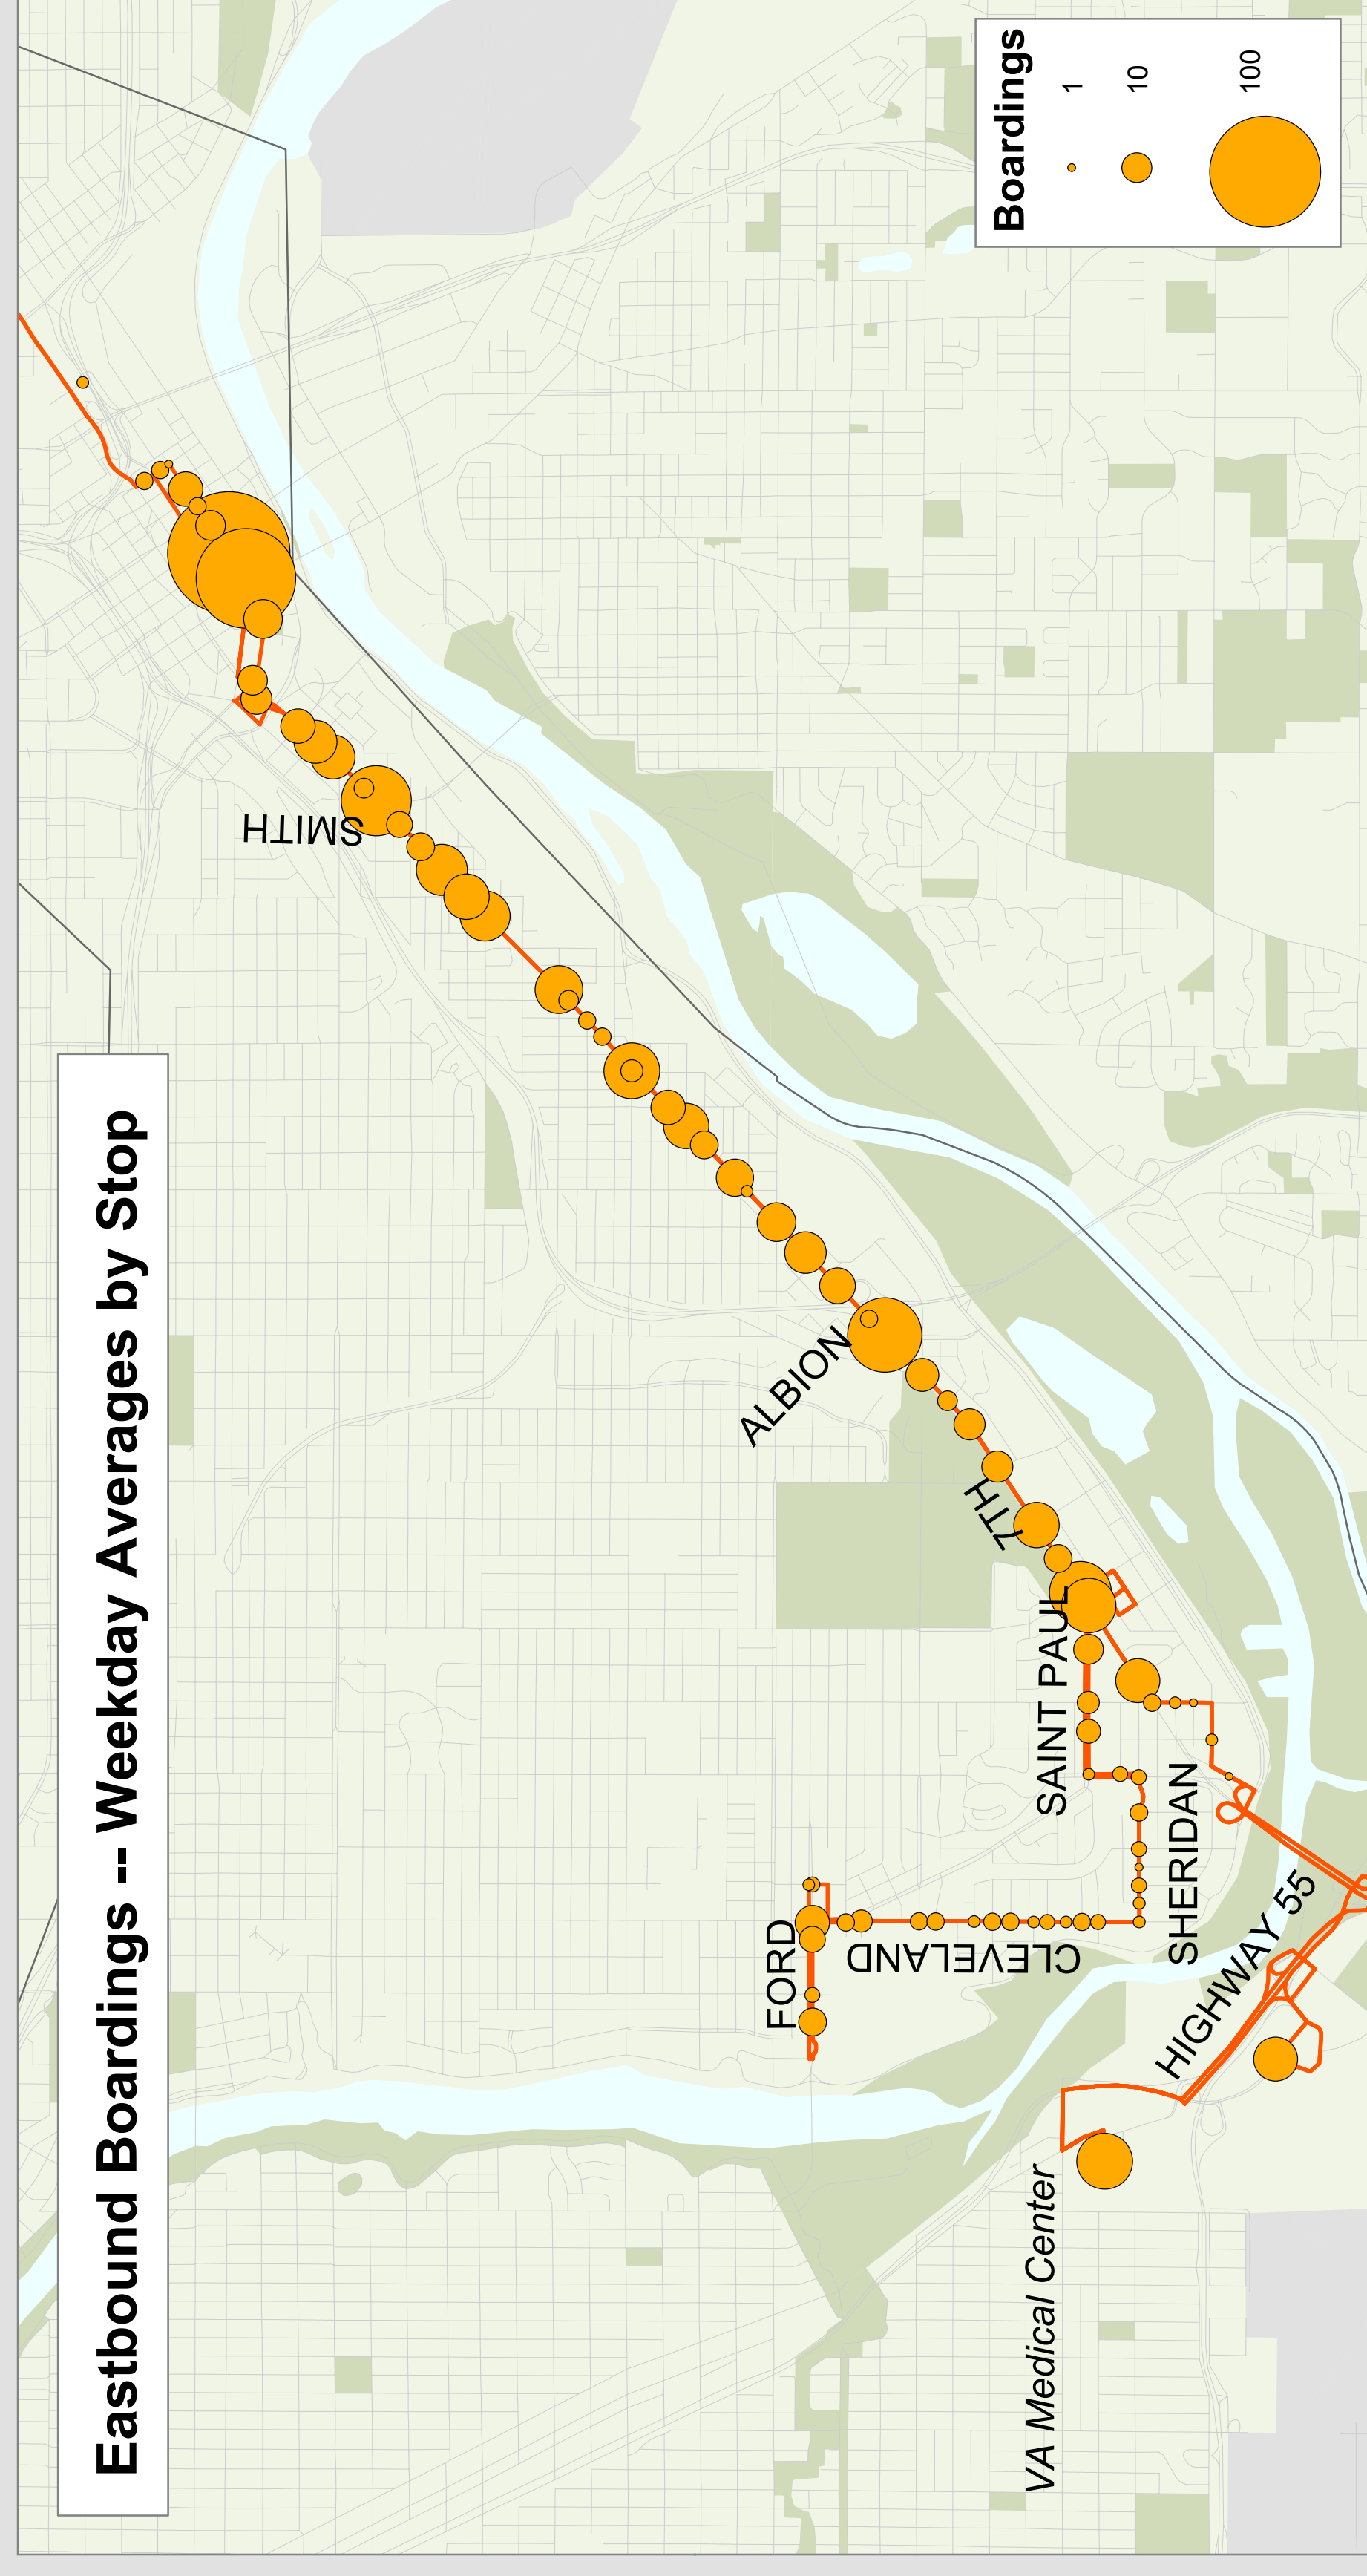 Eastbound Boardings -- Weekday Averages by Stop
SMITH
ALBION
7TH
SAINT PAUL
SHERIDAN
FORD
CLEVELAND
HIGHWAY 55
VA Medical Center
Boardings
1
10
100